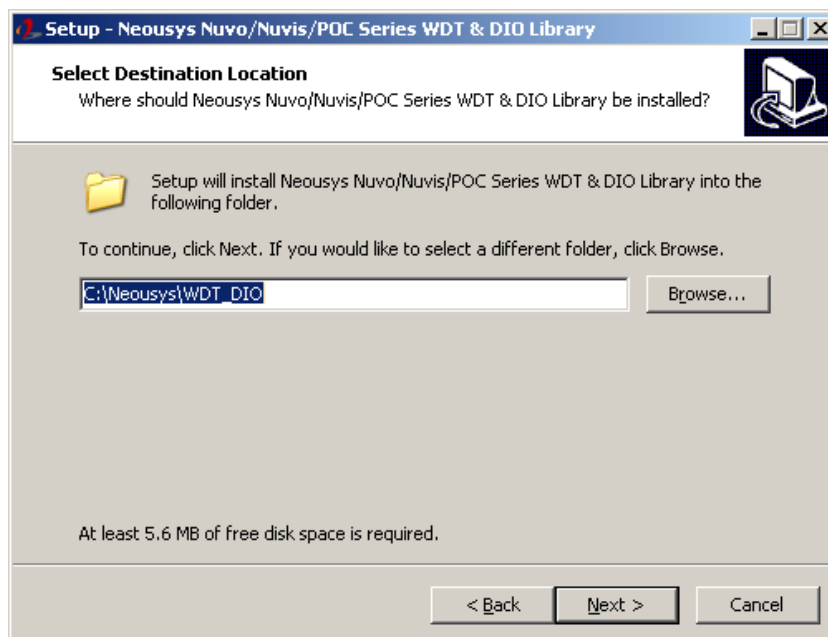 Setup - Neousys Nuvo/Nuvis/POC Series WDT & DIO Library
Select Destination Location
Where should Neousys Nuvo/Nuvis/POC Series WDT & DIO Library be installed?
Setup will install Neousys Nuvo/Nuvis/POC Series WDT & DIO Library into the
following folder.
To continue, click Next. If you would like to select a different folder, click Browse.
C:\Neousys\WDT_DIO
Browse...
At least 5.6 MB of free disk space is required.
< Back
Next >
Cancel